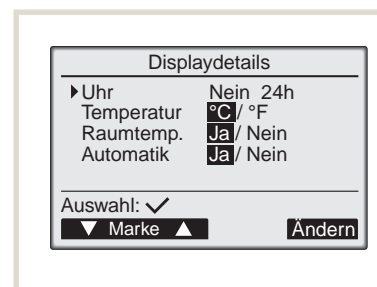 Displaydetails
Uhr Nein 24h
Temperatur °C / °F
Raumtemp. Ja / Nein
Automatik Ja / Nein
Auswahl: ✓
▼ Marke ▲ Ändern